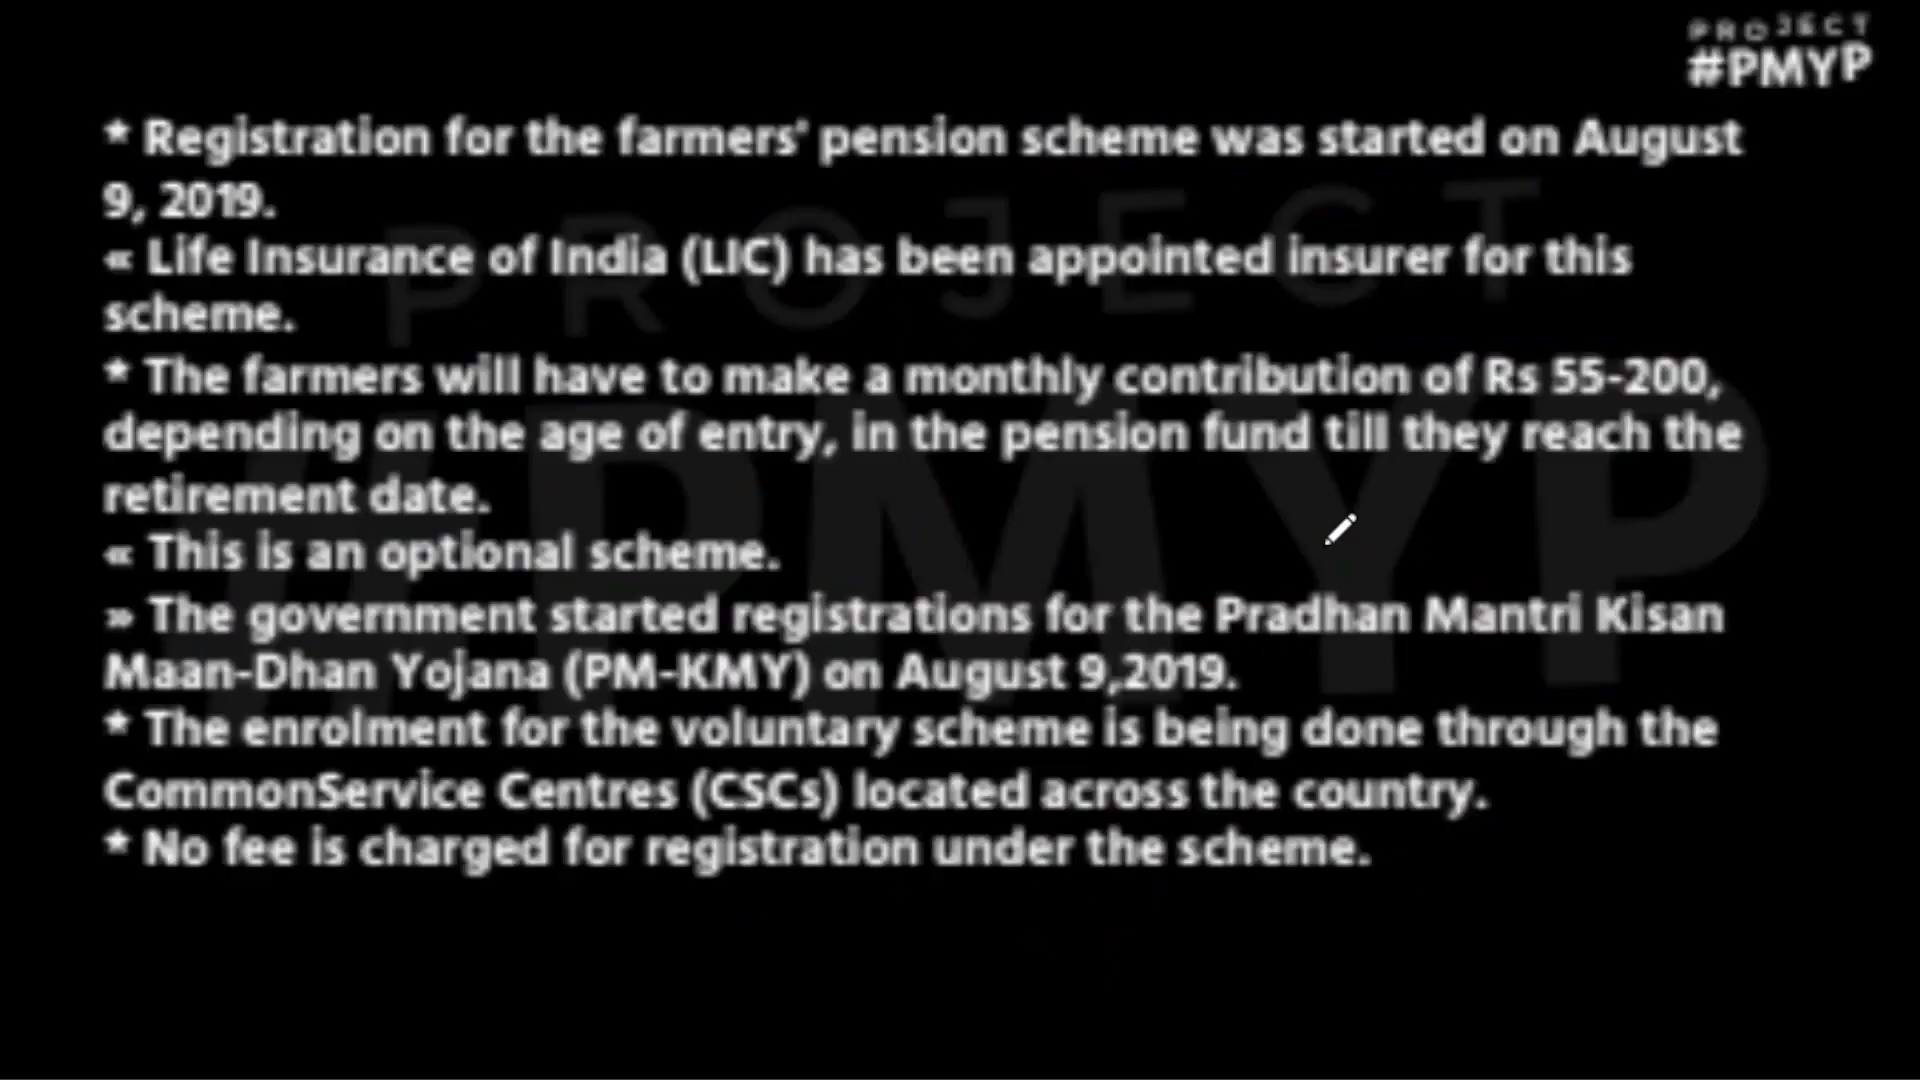 PROJECT
#PMYP
* Registration for the farmers' pension scheme was started on August
9, 2019.
« Life Insurance of India (LIC) has been appointed insurer for this
scheme.
* The farmers will have to make a monthly contribution of Rs 55-200,
depending on the age of entry, in the pension fund till they reach the
retirement date.
« This is an optional scheme.
» The government started registrations for the Pradhan Mantri Kisan
Maan-Dhan Yojana (PM-KMY) on August 9,2019.
* The enrolment for the voluntary scheme is being done through the
CommonService Centres (CSCs) located across the country.
* No fee is charged for registration under the scheme.
PROJECT
#PMYP